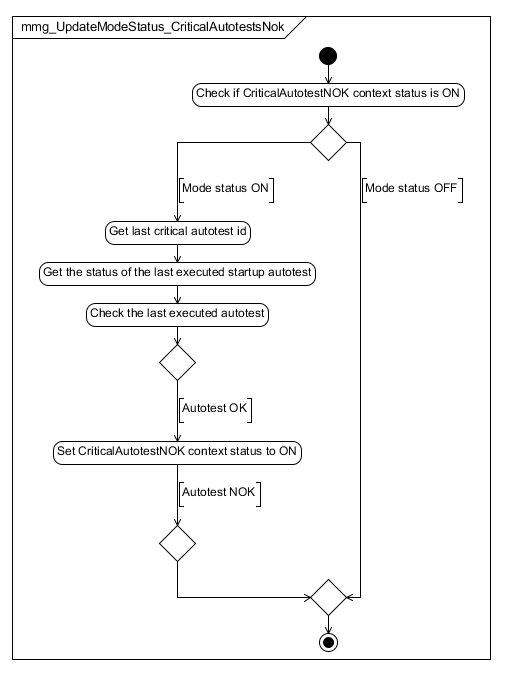 mmg_UpdateModeStatus_CriticalAutotestsNok
Check if CriticalAutotestNOK context status is ON
[Mode status ON]
[Mode status OFF]
Get last critical autotest id
Get the status of the last executed startup autotest
Check the last executed autotest
[Autotest OK]
Set CriticalAutotestNOK context status to ON
[Autotest NOK]